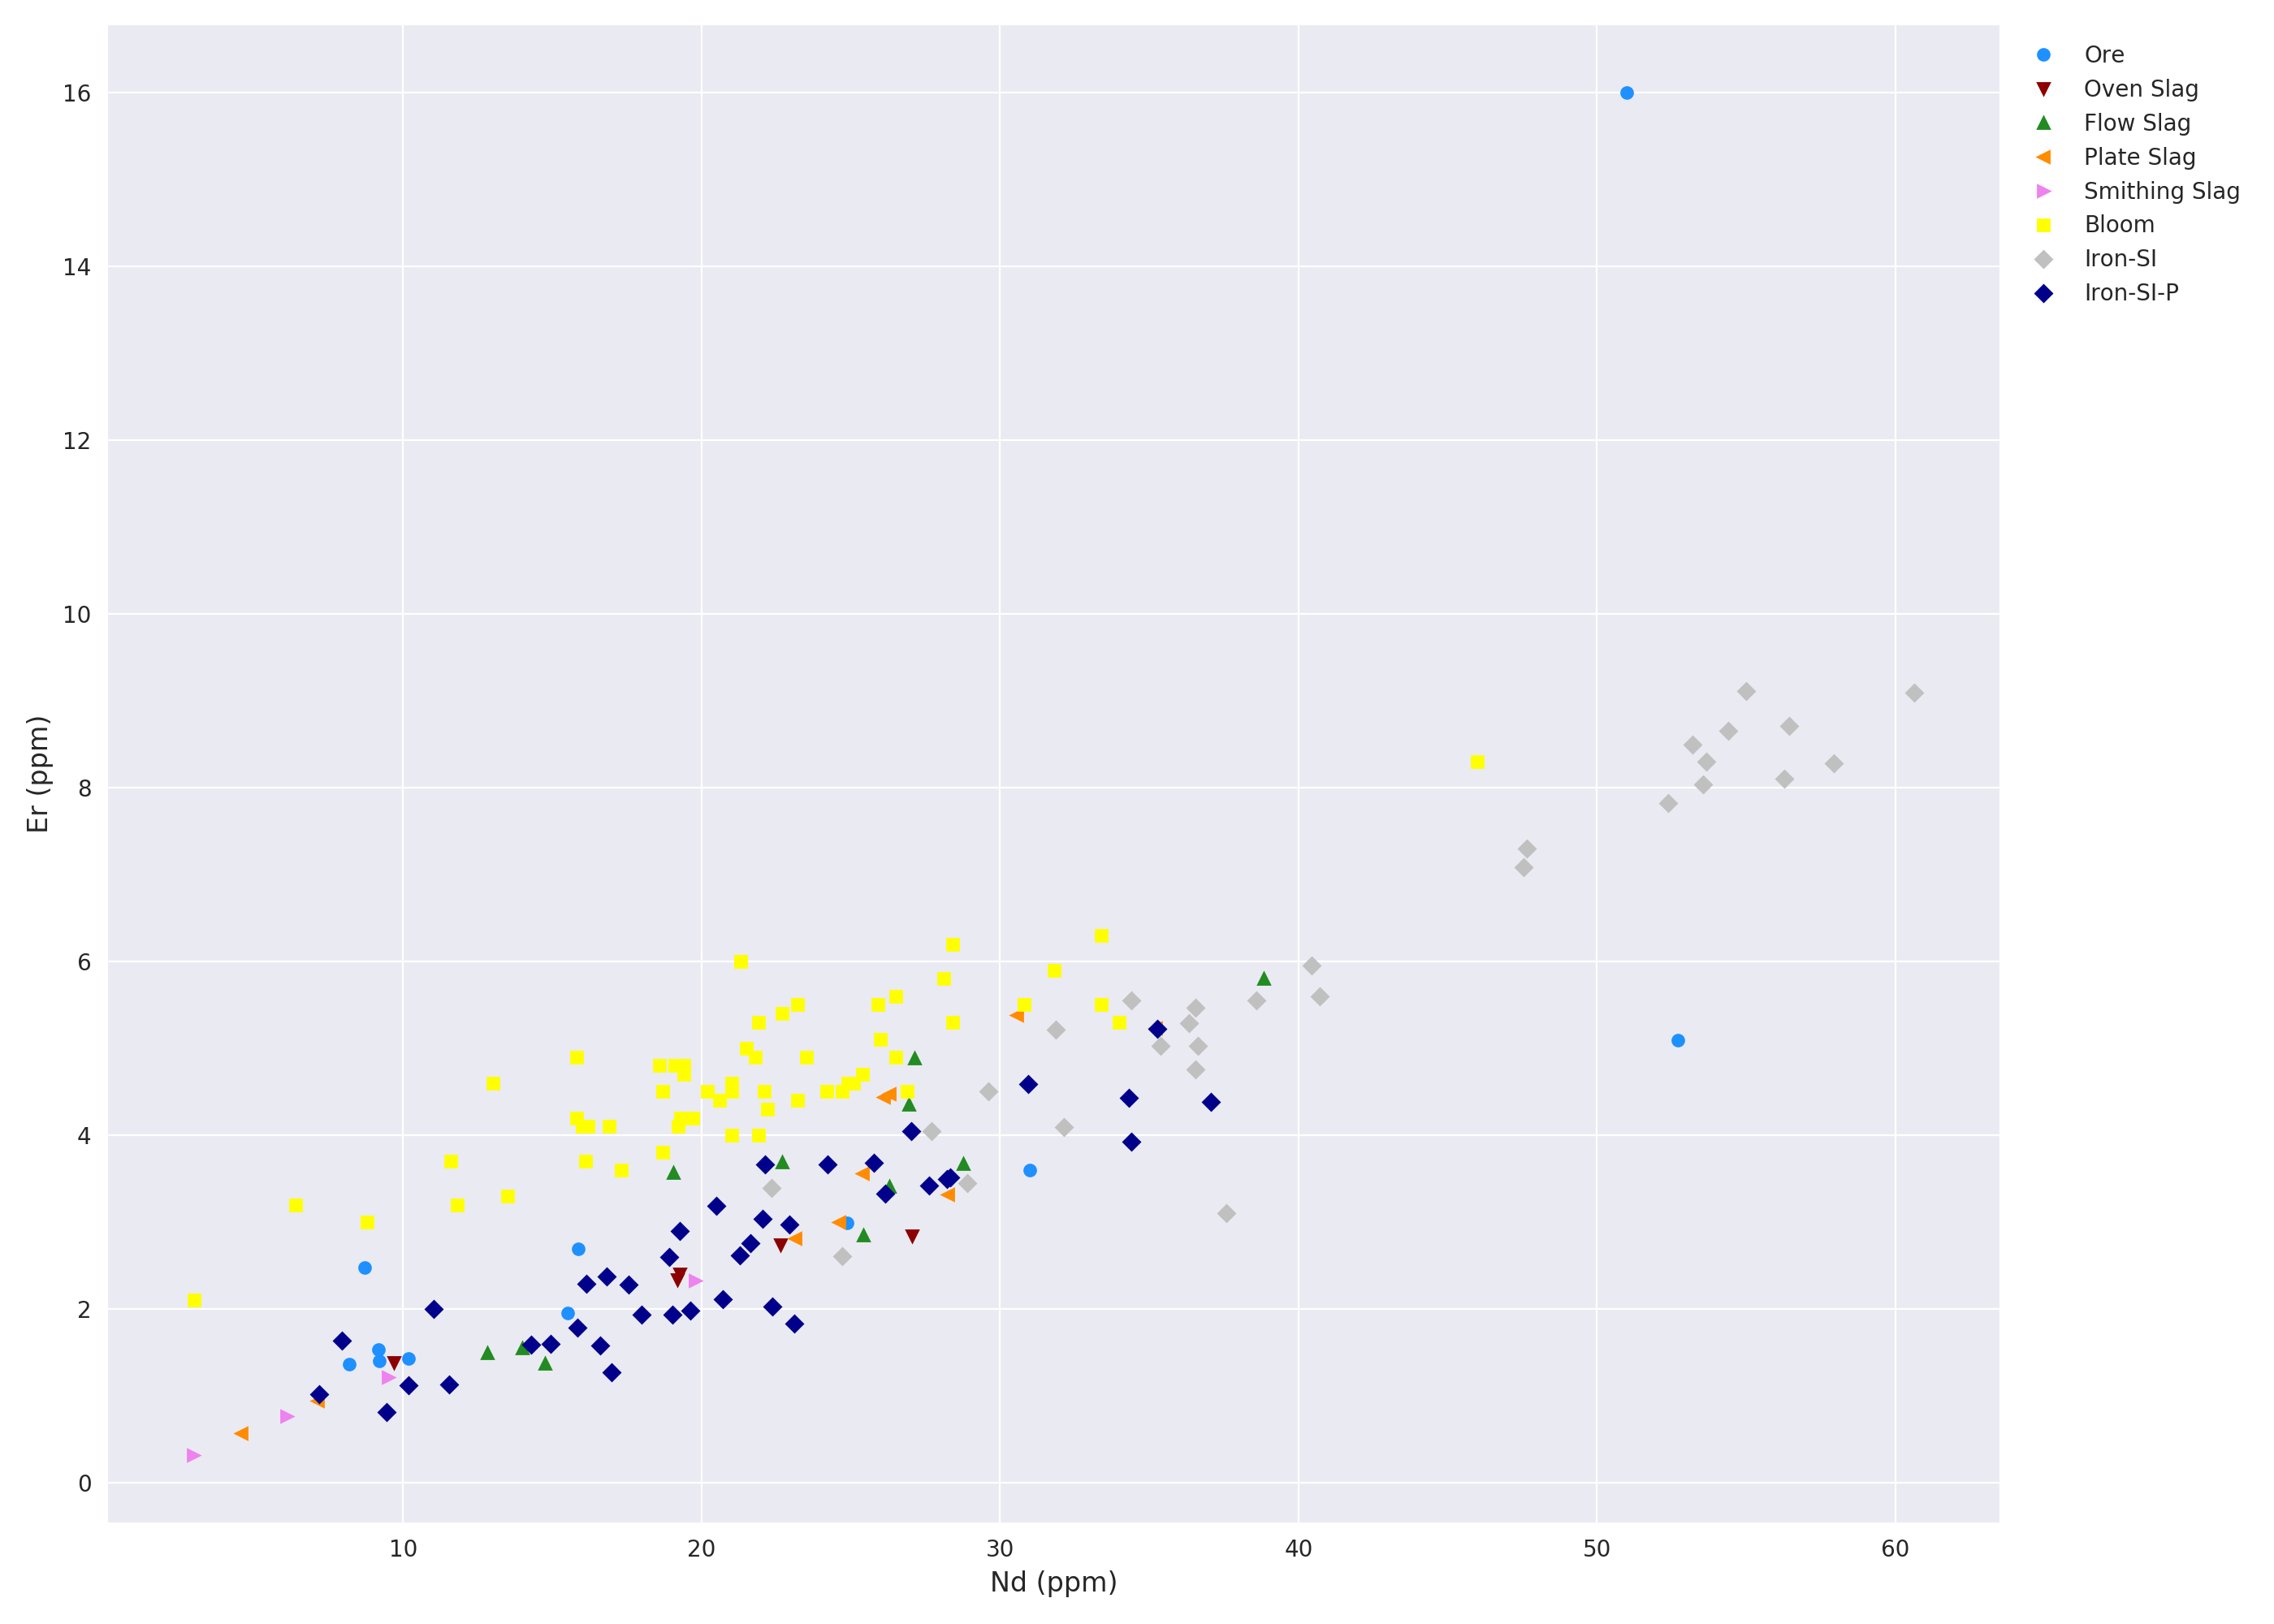 16
14
12
10
8
6
4
2
0
Er (ppm)
10 20 30 40 50 60
Nd (ppm)
Ore
Oven Slag
Flow Slag
Plate Slag
Smithing Slag
Bloom
Iron-SI
Iron-SI-P